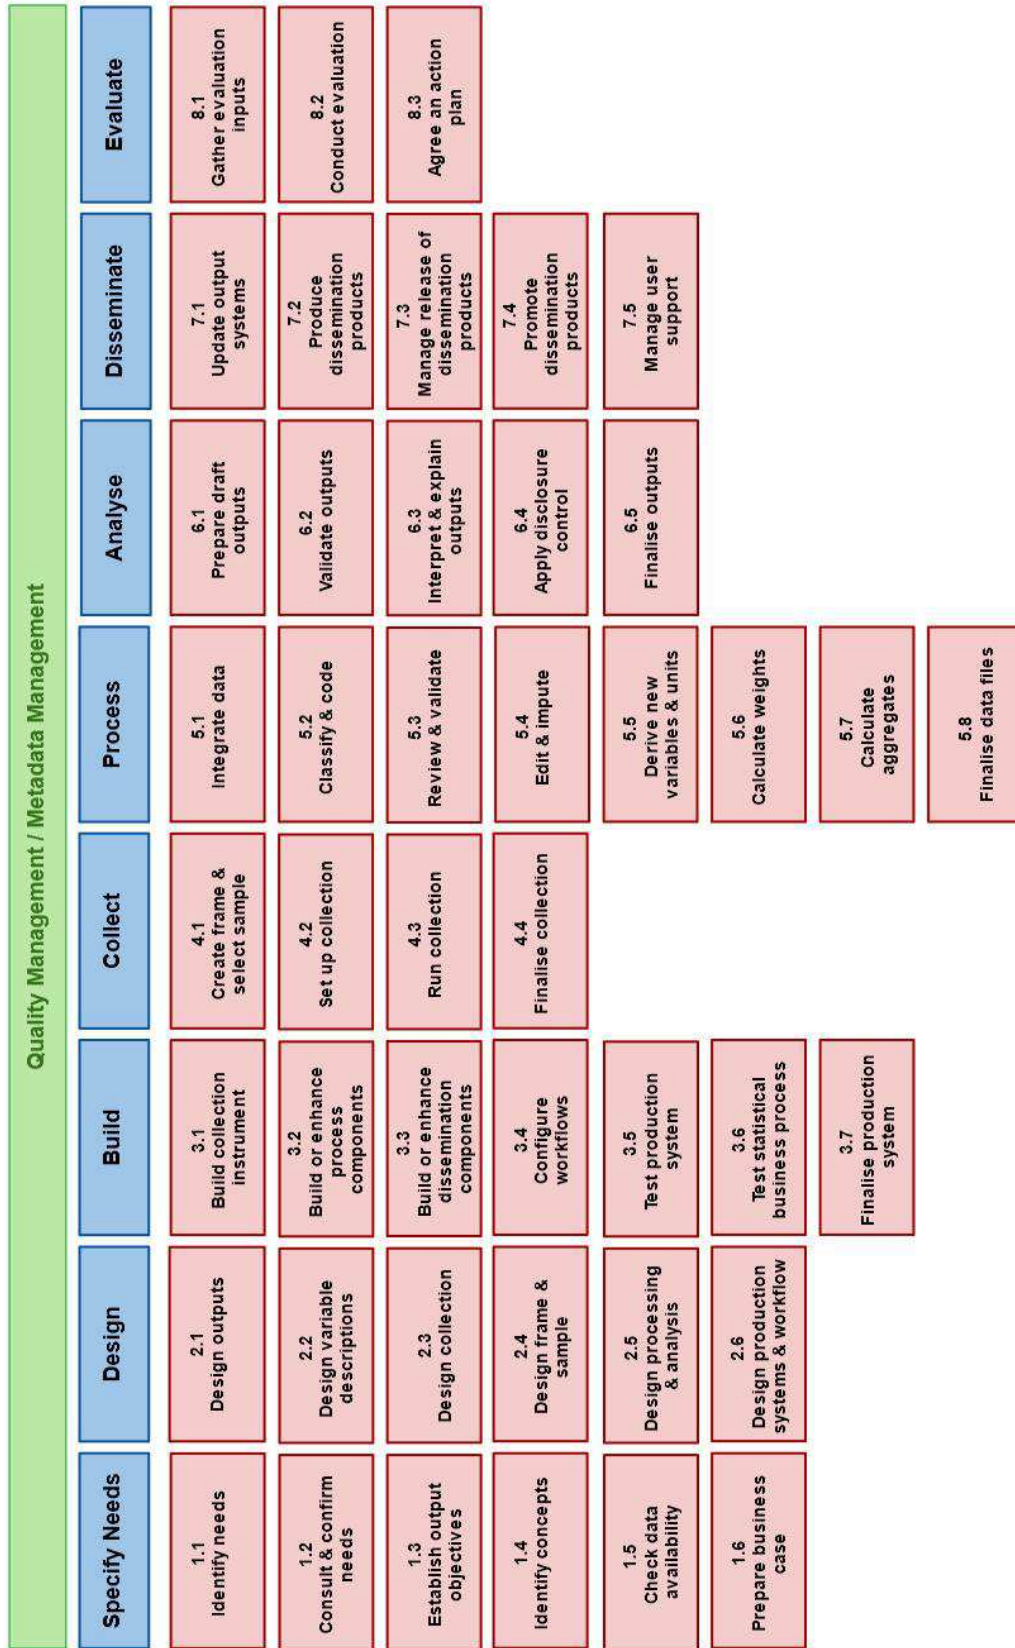 Quality Management / Metadata Management
Specify Needs
Design
Build
Collect
Process
Analyse
Disseminate
Evaluate
1.1
Identify needs
1.2
Consult & confirm
needs
1.3
Establish output
objectives
1.4
Identify concepts
1.5
Check data
availability
1.6
Prepare business
case
2.1
Design outputs
2.2
Design variable
descriptions
2.3
Design collection
2.4
Design frame &
sample
2.5
Design processing
& analysis
2.6
Design production
systems & workflow
3.1
Build collection
instrument
3.2
Build or enhance
process
components
3.3
Build or enhance
dissemination
components
3.4
Configure
workflows
3.5
Test production
system
3.6
Test statistical
business process
3.7
Finalise production
system
4.1
Create frame &
select sample
4.2
Set up collection
4.3
Run collection
4.4
Finalise collection
5.1
Integrate data
5.2
Classify & code
5.3
Review & validate
5.4
Edit & impute
5.5
Derive new
variables & units
5.6
Calculate weights
5.7
Calculate
aggregates
5.8
Finalise data files
6.1
Prepare draft
outputs
6.2
Validate outputs
6.3
Interpret & explain
outputs
6.4
Apply disclosure
control
6.5
Finalise outputs
7.1
Update output
systems
7.2
Produce
dissemination
products
7.3
Manage release of
dissemination
products
7.4
Promote
dissemination
products
7.5
Manage user
support
8.1
Gather evaluation
inputs
8.2
Conduct evaluation
8.3
Agree an action
plan